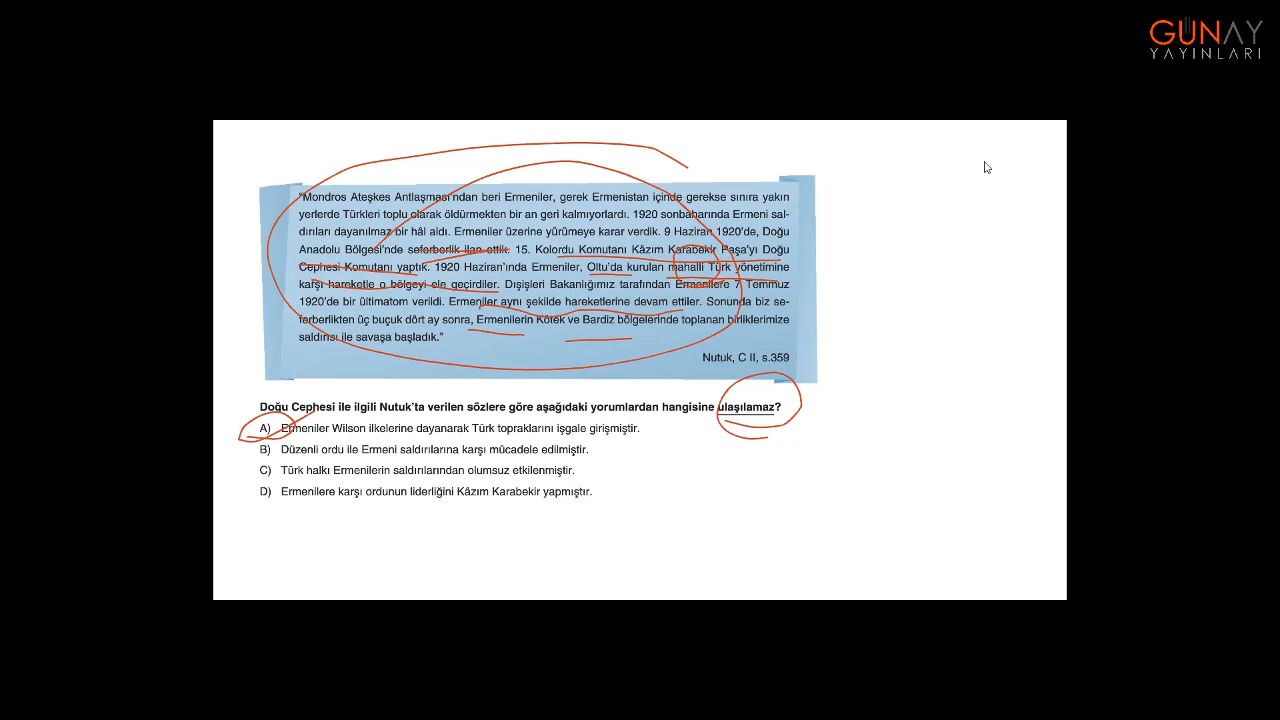 GÜNAY
YAYINLARI
"Mondros Ateşkes Antlaşması'ndan beri Ermeniler, gerek Ermenistan içinde gerekse sınıra yakın
yerlerde Türkleri toplu olarak öldürmekten bir an geri kalmıyorlardı. 1920 sonbaharında Ermeni sal-
dırıları dayanılmaz bir hâl aldı. Ermeniler üzerine yürümeye karar verdik. 9 Haziran 1920'de, Doğu
Anadolu Bölgesi'nde seferberlik ilan ettik. 15. Kolordu Komutanı Kâzım Karabekir Paşa'yı Doğu
Cephesi Komutanı yaptık. 1920 Haziran'ında Ermeniler, Oltu'da kurulan mahalli Türk yönetimine
karşı hareketle o bölgeyi ele geçirdiler. Dışişleri Bakanlığımız tarafından Ermenilere 7 Temmuz
1920'de bir ültimatom verildi. Ermeniler aynı şekilde hareketlerine devam ettiler. Sonunda biz se-
ferberlikten üç buçuk dört ay sonra, Ermenilerin Kötek ve Bardiz bölgelerinde toplanan birliklerimize
saldırısı ile savaşa başladık."
Nutuk, C II, s.359
Doğu Cephesi ile ilgili Nutuk'ta verilen sözlere göre aşağıdaki yorumlardan hangisine ulaşılamaz?
A) Ermeniler Wilson ilkelerine dayanarak Türk topraklarını işgale girişmiştir.
B) Düzenli ordu ile Ermeni saldırılarına karşı mücadele edilmiştir.
C) Türk halkı Ermenilerin saldırılarından olumsuz etkilenmiştir.
D) Ermenilere karşı ordunun liderliğini Kâzım Karabekir yapmıştır.